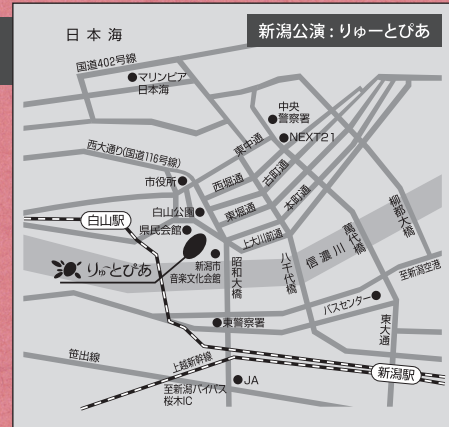 新潟公演：りゅーとぴあ
日本海
国道402号線
マリンピア
日本海
中央
警察署
NEXT21
西大通り(国道116号線)
東中通
市役所
西堀通
古町通
本町通
白山公園
東堀通
白山駅
県民会館
上大川前通
柳都大橋
萬代橋
信濃川
八千代橋
昭和大橋
りゅーとぴあ
新潟市
音楽文化会館
至新潟空港
バスセンター
東警察署
東大通
笹出線
上越新幹線
新潟駅
至新潟バイパス
桜木IC
JA